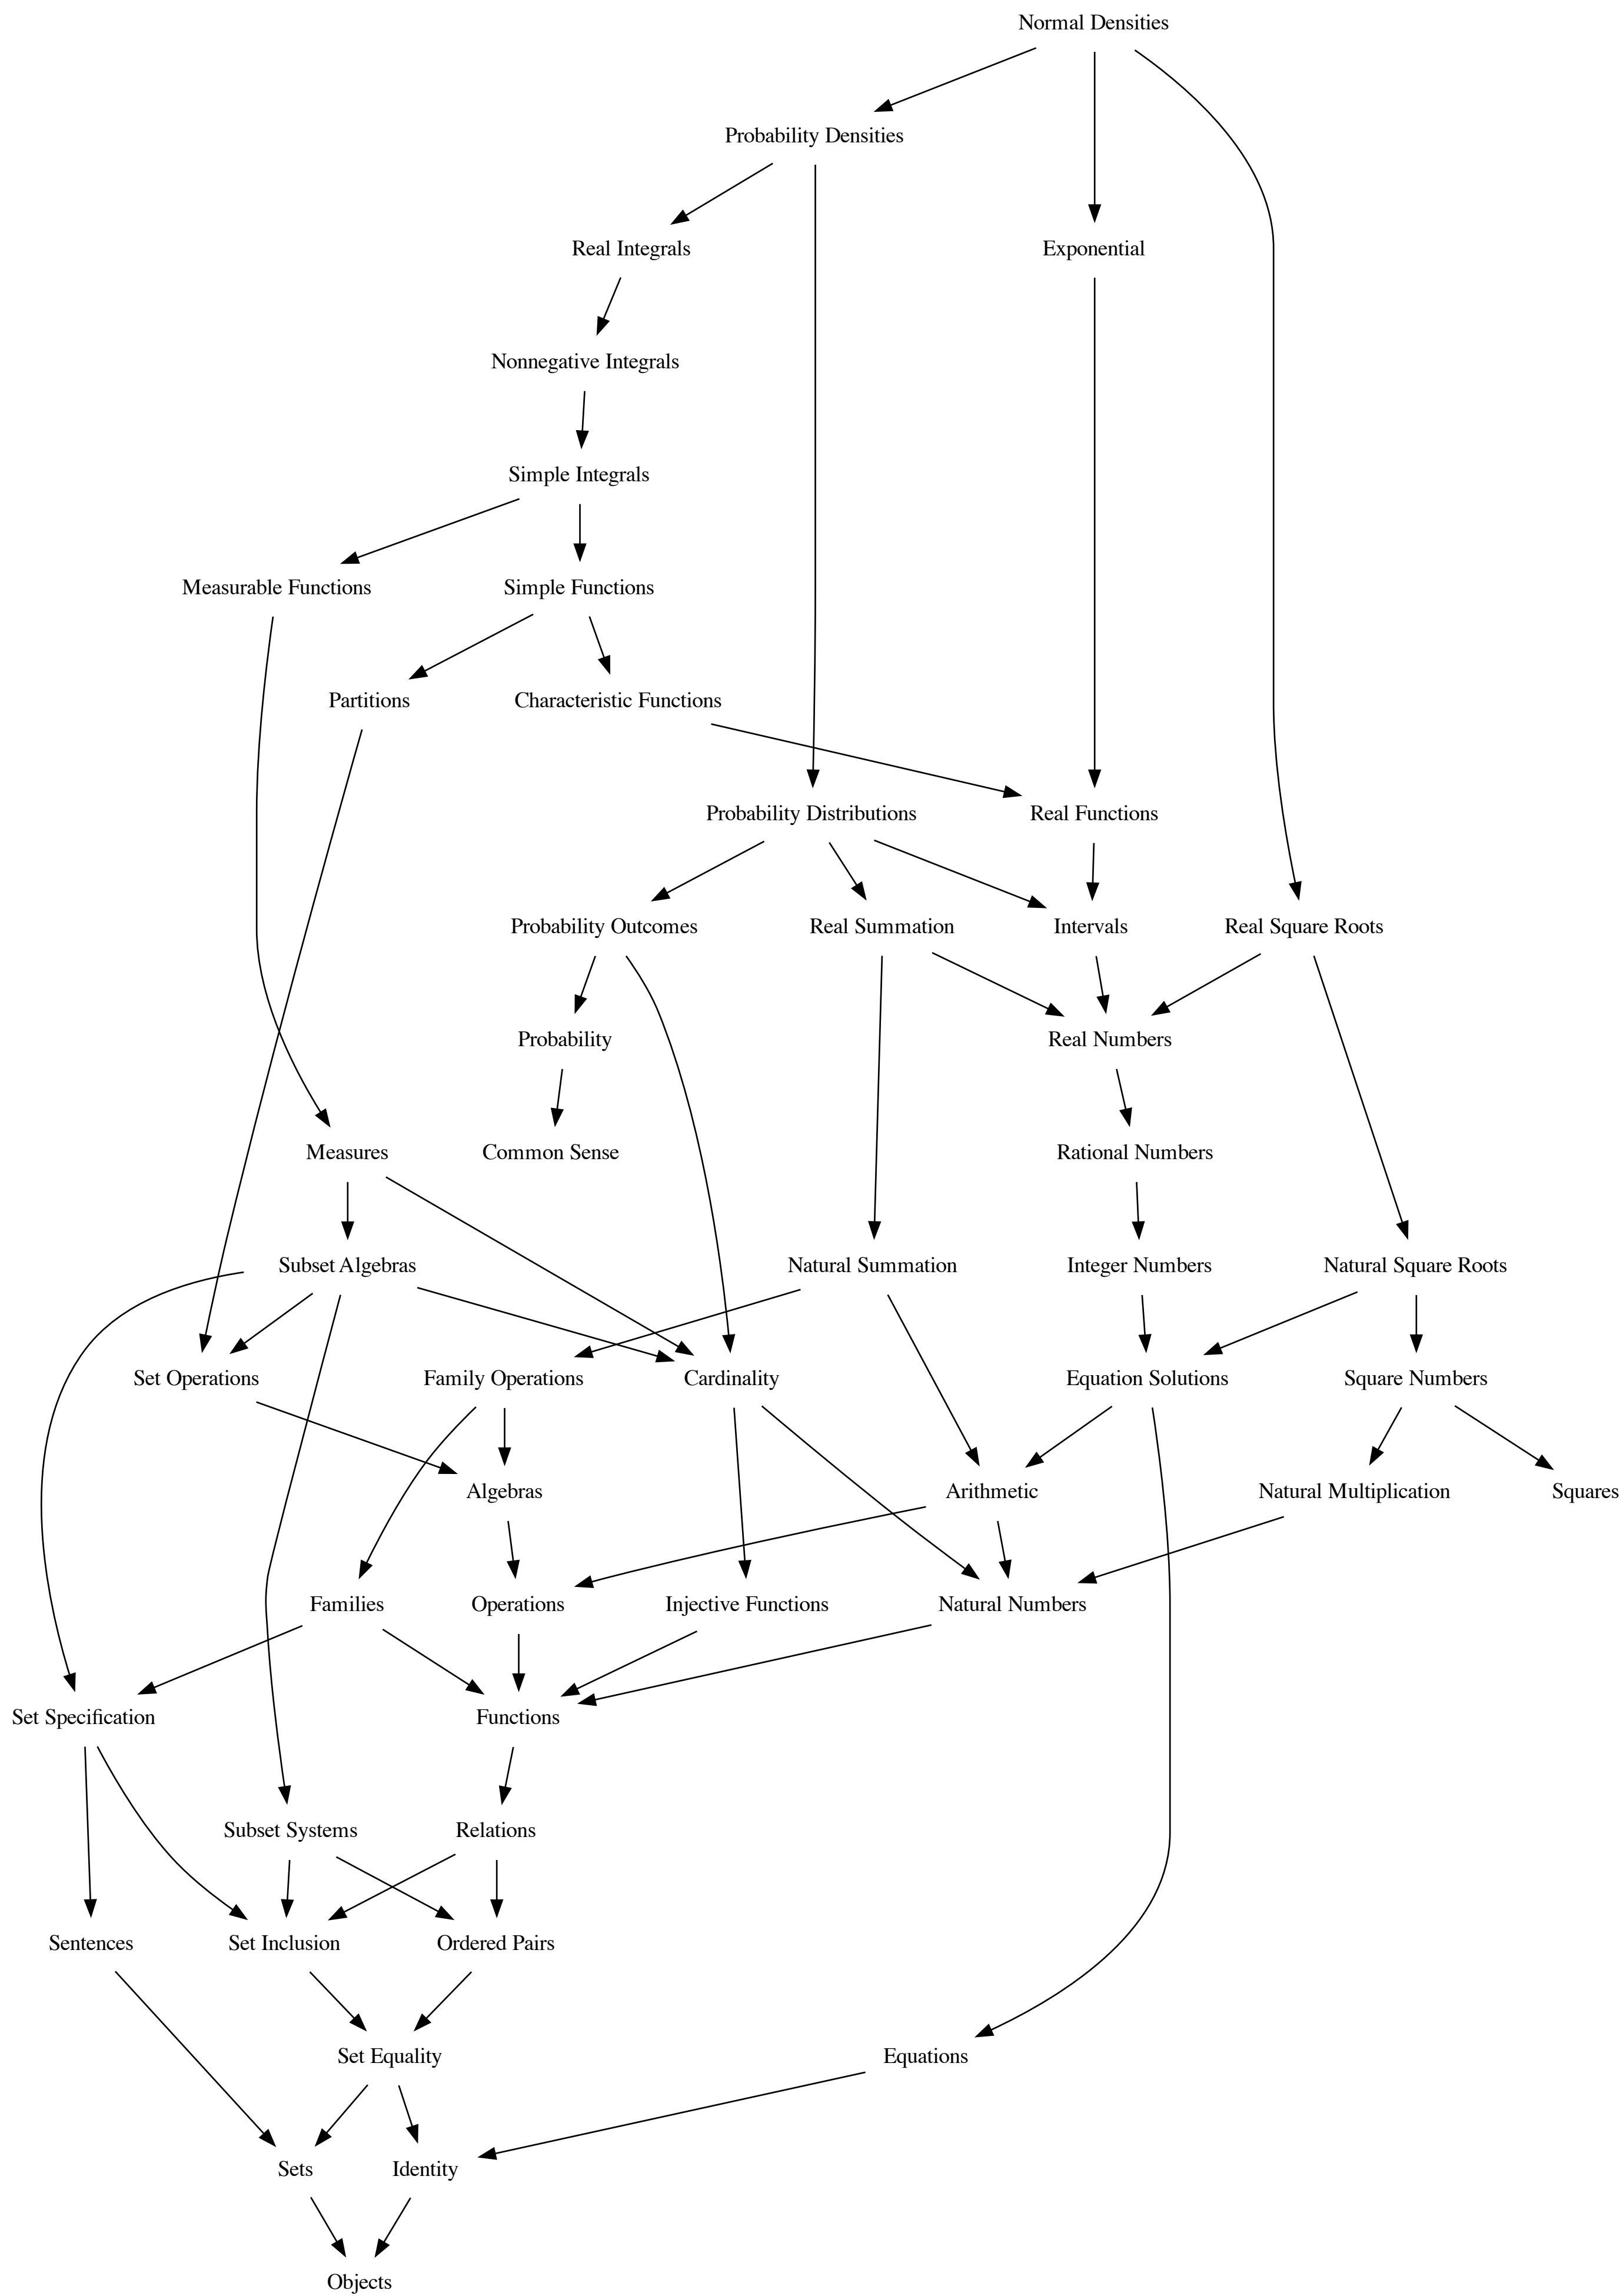 Normal Densities
Probability Densities
Real Integrals
Exponential
Nonnegative Integrals
Simple Integrals
Measurable Functions
Simple Functions
Partitions
Characteristic Functions
Probability Distributions
Real Functions
Probability Outcomes
Real Summation
Intervals
Real Square Roots
Probability
Real Numbers
Measures
Common Sense
Rational Numbers
Subset Algebras
Natural Summation
Integer Numbers
Natural Square Roots
Set Operations
Family Operations
Cardinality
Equation Solutions
Square Numbers
Algebras
Arithmetic
Natural Multiplication
Squares
Families
Operations
Injective Functions
Natural Numbers
Set Specification
Functions
Subset Systems
Relations
Sentences
Set Inclusion
Ordered Pairs
Set Equality
Equations
Sets
Identity
Objects